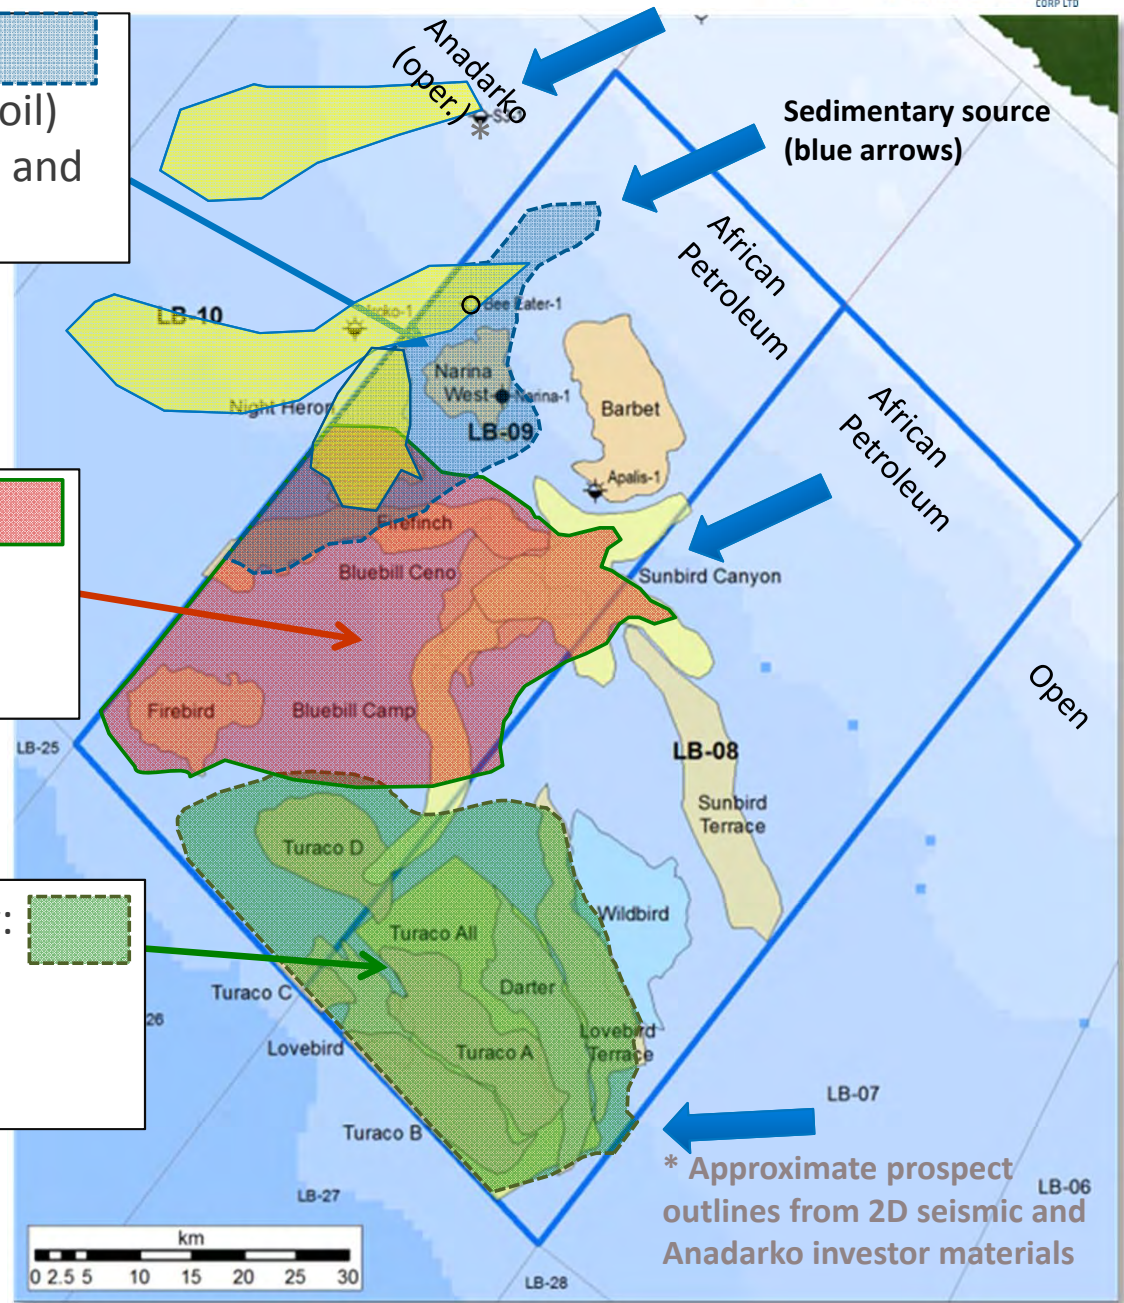 CORP LTD
oil)
and
:
Anadarko
(oper.)
*
Sedimentary source
(blue arrows)
African
Petroleum
African
Petroleum
Open
LB-10
Bee Eater-1
Narina
West
Narina-1
Night Heron
LB-09
Barbet
Apalis-1
Firefinch
Bluebill Ceno
Sunbird Canyon
Firebird
Bluebill Camp
LB-25
LB-08
Sunbird
Terrace
Turaco D
Wildbird
Turaco All
Darter
Turaco C
26
Lovebird
Lovebird
Terrace
Turaco A
LB-07
Turaco B
LB-27
LB-06
* Approximate prospect
outlines from 2D seismic and
Anadarko investor materials
km
0 2.5 5 10 15 20 25 30
LB-28